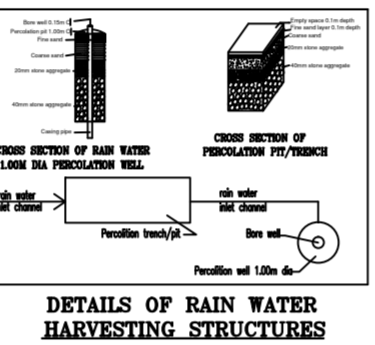 Bore well 0.15m
Percolation pit 1.00m
Fine sand
Coarse sand
20mm stone aggregate
40mm stone aggregate
Casing pipe
CROSS SECTION OF RAIN WATER
1.00M DIA PERCOLATION WELL
Empty space 0.1m depth
Fine sand layer 0.1m depth
Coarse sand
20mm stone aggregate
40mm stone aggregate
CROSS SECTION OF
PERCOLATION PIT/TRENCH
rain water
inlet channel
Percolition trench/pit
rain water
inlet channel
Bore well
Percolition well 1.00m dia
DETAILS OF RAIN WATER
HARVESTING STRUCTURES